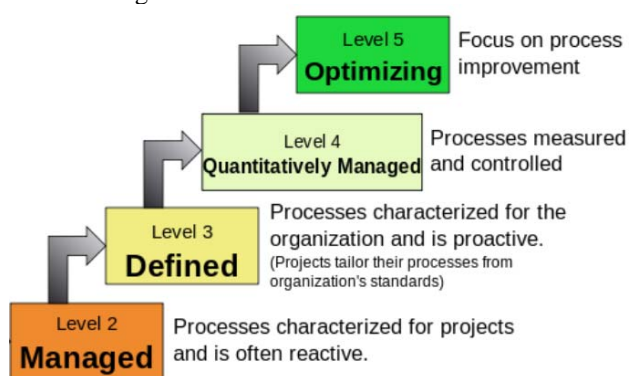 Level 5
Optimizing
Focus on process
improvement
Level 4
Quantitatively Managed
Processes measured
and controlled
Level 3
Defined
Processes characterized for the
organization and is proactive.
(Projects tailor their processes from
organization's standards)
Level 2
Managed
Processes characterized for projects
and is often reactive.